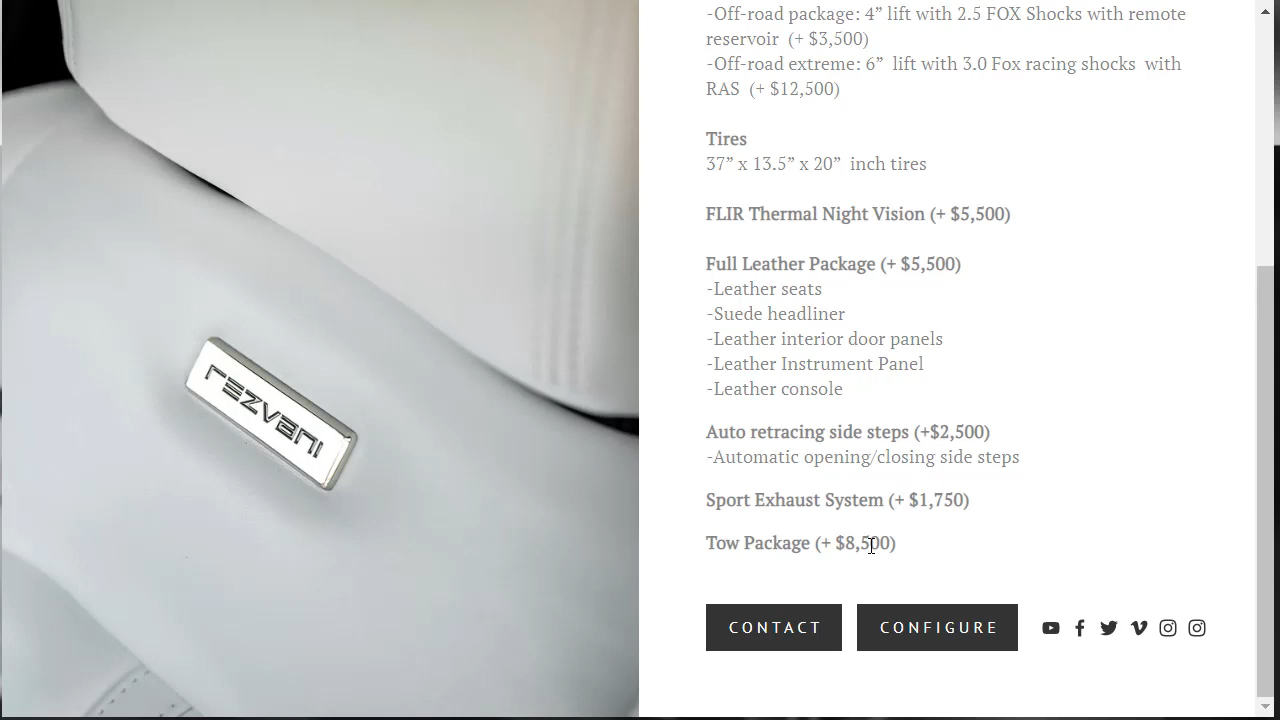 -Off-road package: 4” lift with 2.5 FOX Shocks with remote
reservoir (+ $3,500)
-Off-road extreme: 6” lift with 3.0 Fox racing shocks with
RAS (+ $12,500)
Tires
37” x 13.5” x 20” inch tires
FLIR Thermal Night Vision (+ $5,500)
Full Leather Package (+ $5,500)
-Leather seats
-Suede headliner
-Leather interior door panels
-Leather Instrument Panel
-Leather console
Auto retracing side steps (+$2,500)
-Automatic opening/closing side steps
Sport Exhaust System (+ $1,750)
Tow Package (+ $8,500)
CONTACT CONFIGURE
rezvani